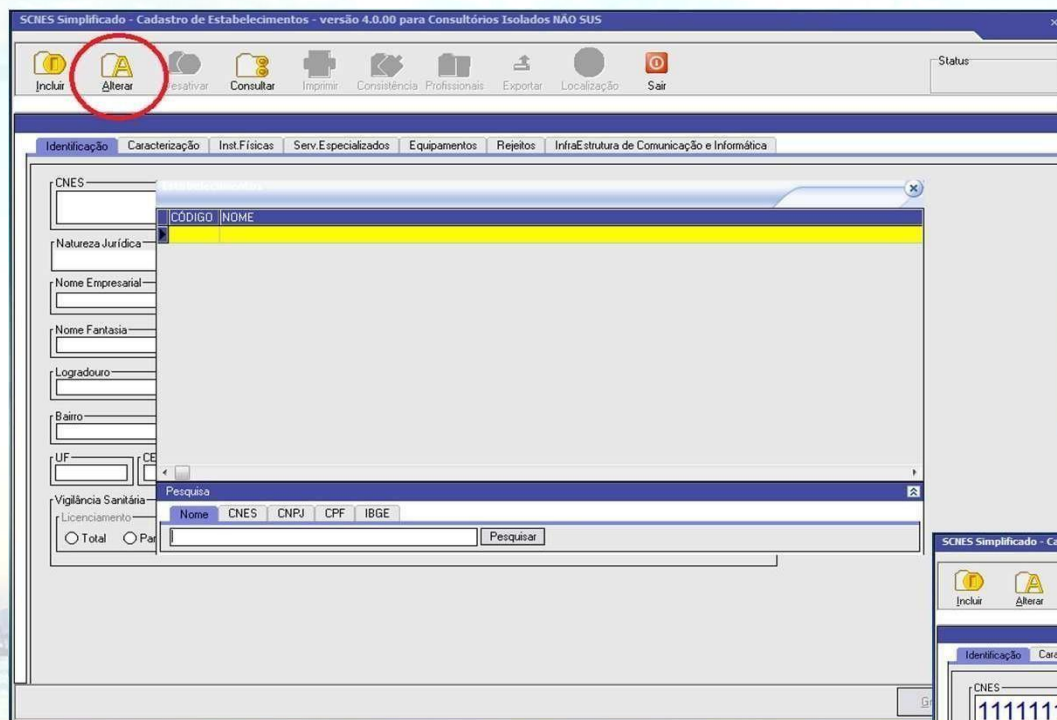 SCNES Simplificado - Cadastro de Estabelecimentos - versão 4.0.00 para Consultórios Isolados NÃO SUS
Incluir Alterar Desativar Consultar Imprimir Consistência Profissionais Exportar Localização Sair
Status
Identificação Caracterização Inst.Físicas Serv.Especializados Equipamentos Rejeitos InfraEstrutura de Comunicação e Informática
CNES
CÓDIGO NOME
Natureza Jurídica
Nome Empresarial
Nome Fantasia
Logradouro
Bairro
UF CE
Vigilância Sanitária
Licenciamento
Total Par
Pesquisa
Nome CNES CNPJ CPF IBGE
Pesquisar
SCNES Simplificado - Ca
Incluir Alterar
Identificação Cara
CNES
111111